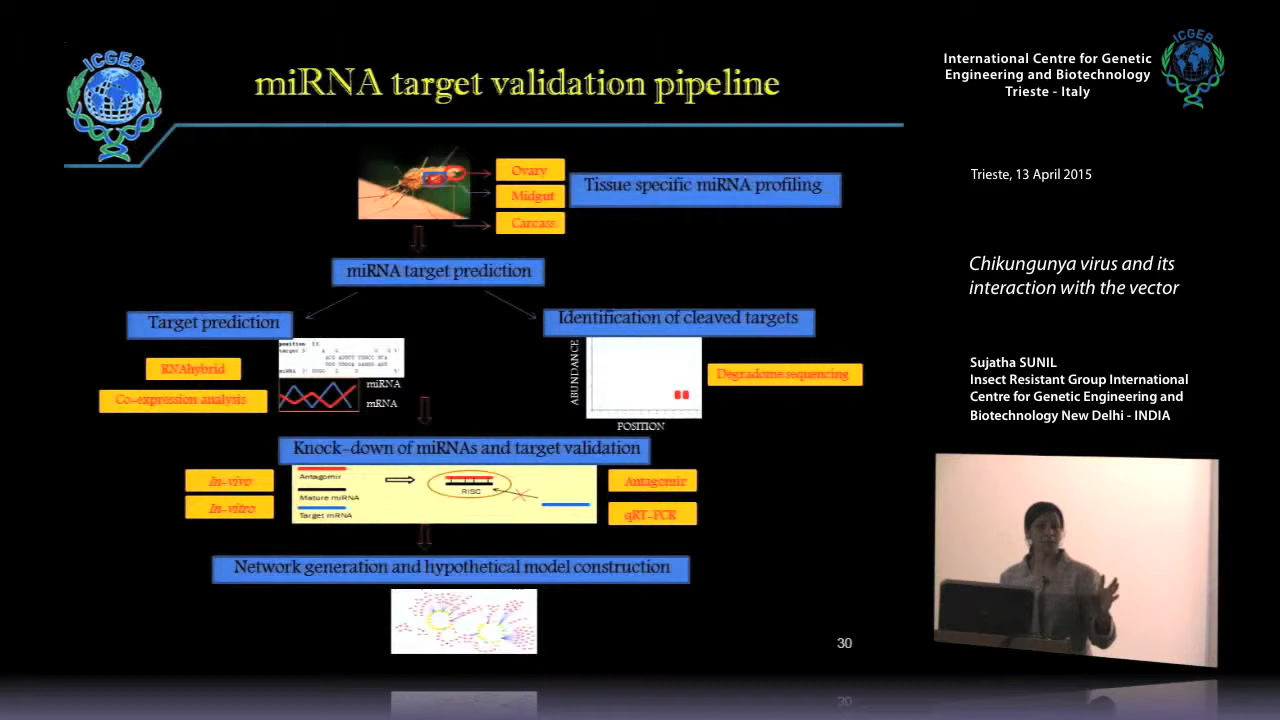 ICGEB
miRNA target validation pipeline
International Centre for Genetic
Engineering and Biotechnology
Trieste - Italy
ICGEB
Trieste, 13 April 2015
Chikungunya virus and its
interaction with the vector
Sujatha SUNIL
Insect Resistant Group International
Centre for Genetic Engineering and
Biotechnology New Delhi - INDIA
Ovary
Midgut
Carcass
Tissue specific miRNA profiling
miRNA target prediction
Target prediction
Identification of cleaved targets
RNAhybrid
Co-expression analysis
miRNA
mRNA
ABUNDANCE
POSITION
Degradome sequencing
Knock-down of miRNAs and target validation
In-vivo
In-vitro
Antagomir
Mature miRNA
Target mRNA
RISC
Antagomir
qRT-PCR
Network generation and hypothetical model construction
30